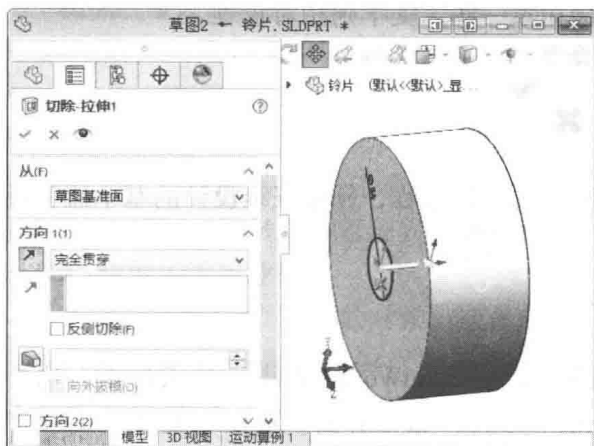 草图2 ← 铃片.SLDPRT *
铃片 (默认<<默认>_显...
切除-拉伸1
从(F)
草图基准面
方向 1(1)
完全贯穿
反侧切除(F)
向外拔模(O)
方向 2(2)
模型 3D 视图 运动算例 1